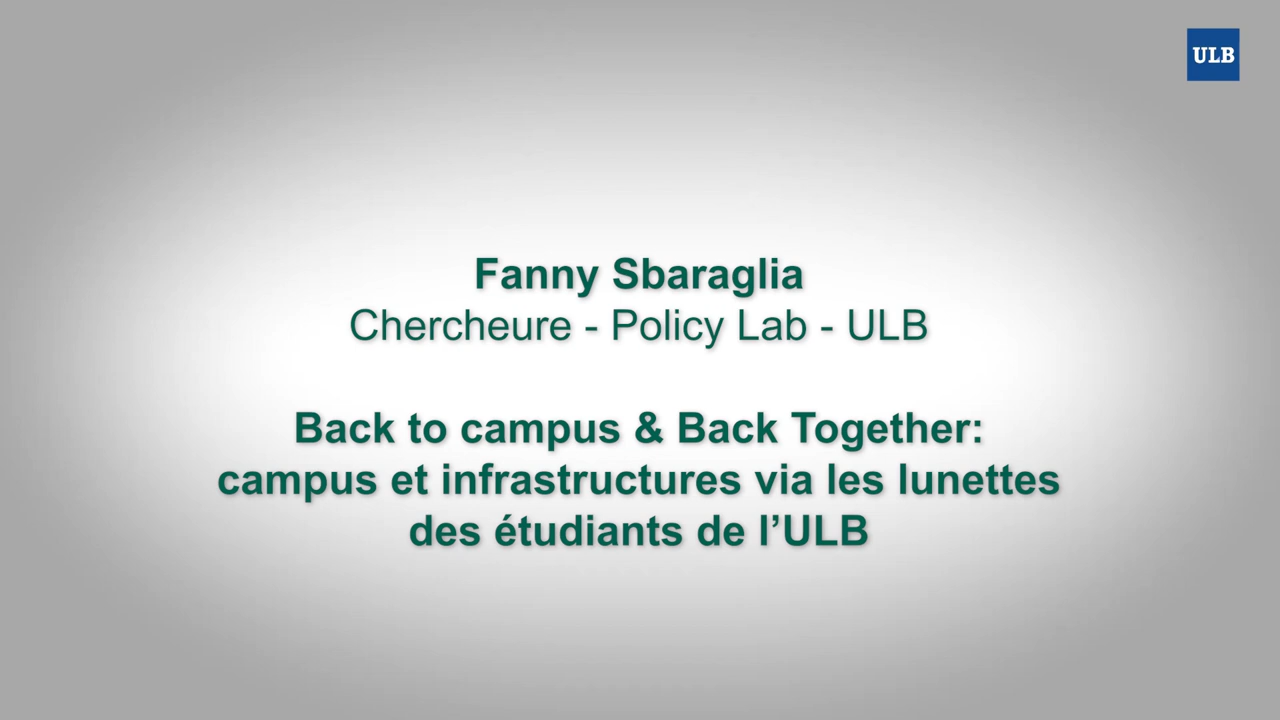 ULB
Fanny Sbaraglia
Chercheure - Policy Lab - ULB
Back to campus & Back Together:
campus et infrastructures via les lunettes
des étudiants de l’ULB